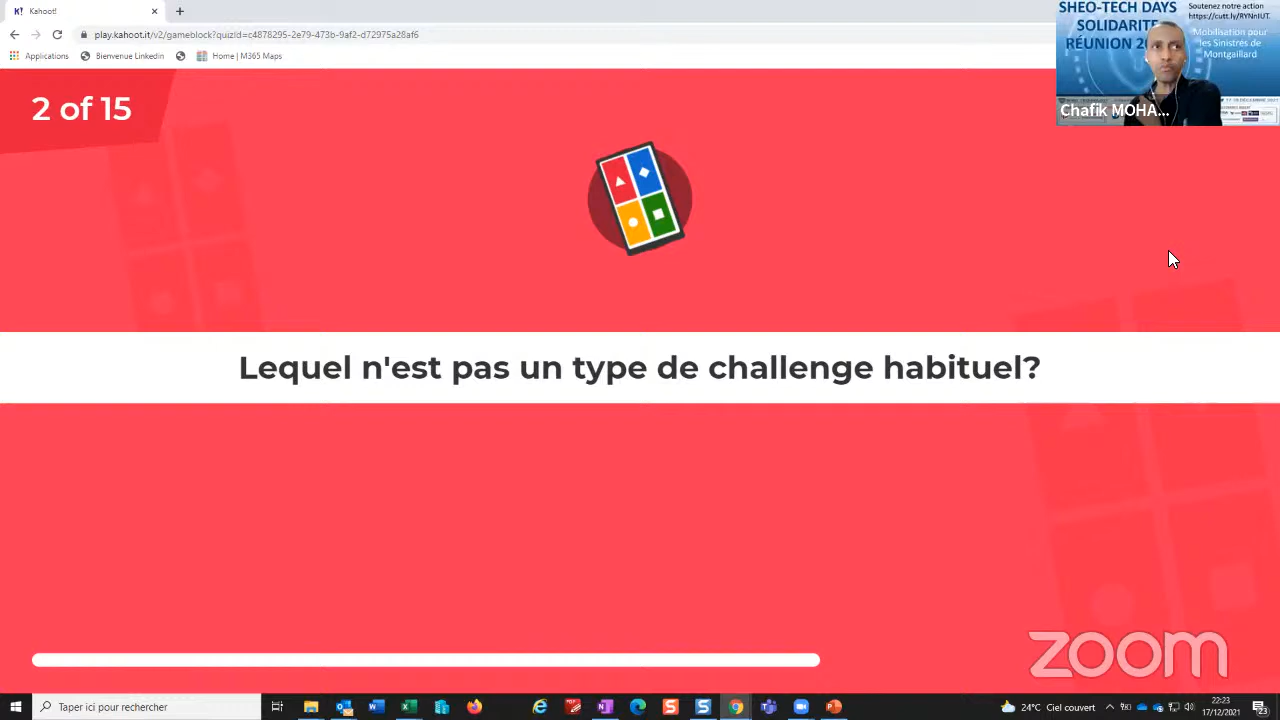 Kahoot!
play.kahoot.it/v2/gameblock?quizId=c4878295-2e79-473b-9af2-d72975a28af6
Applications
Bienvenue Linkedin
Home | M365 Maps
SHEO-TECH DAYS
SOLIDARITE
RÉUNION 20
Soutenez notre action
https://cutt.ly/RYNnIUT
Mobilisation pour
les Sinistrés de
Montgaillard
Chafik MOHA...
2 of 15
Lequel n'est pas un type de challenge habituel?
zoom
Taper ici pour rechercher
24°C Ciel couvert
22:23
17/12/2021